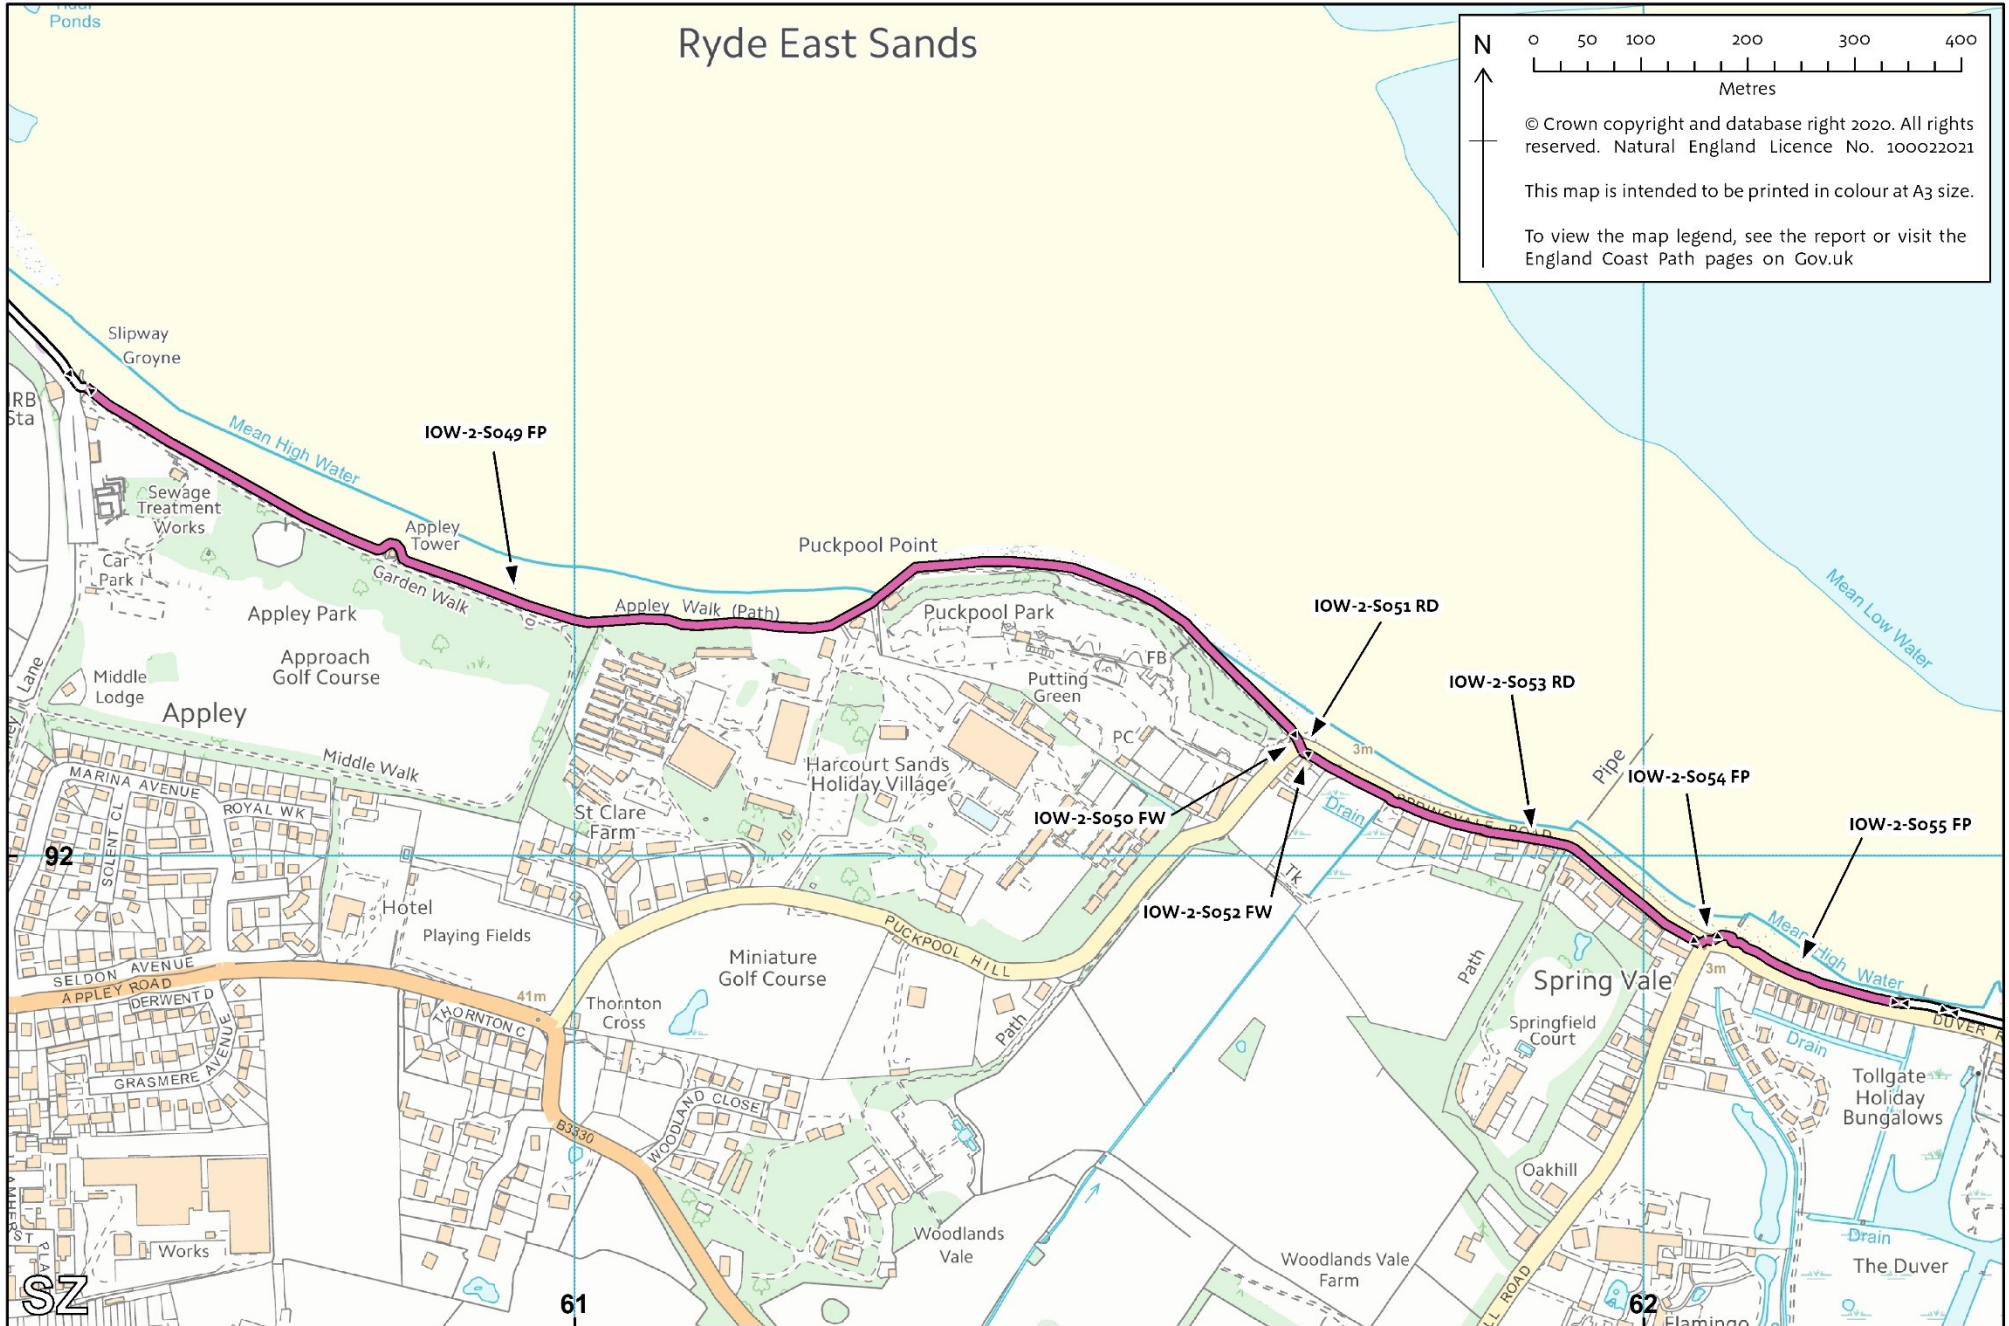 Ponds
Ryde East Sands
N
0 50 100 200 300 400
Metres
© Crown copyright and database right 2020. All rights
reserved. Natural England Licence No. 100022021
This map is intended to be printed in colour at A3 size.
To view the map legend, see the report or visit the
England Coast Path pages on Gov.uk
Slipway
Groyne
IRB
Sta
Mean High Water
IOW-2-S049 FP
Sewage
Treatment
Works
Appley
Tower
Puckpool Point
Car
Park
Garden Walk
Appley Walk (Path)
Appley Park
Puckpool Park
IOW-2-S051 RD
Mean Low Water
Approach
Golf Course
FB
Middle
Lodge
Lane
Putting
Green
IOW-2-S053 RD
Appley
PC
3m
Middle Walk
Harcourt Sands
Holiday Village
Pipe
IOW-2-S054 FP
MARINA AVENUE
ROYAL WK
SOLENT CL
St Clare
Farm
IOW-2-S050 FW
Drain
SPRINGVALE ROAD
IOW-2-S055 FP
92
Tk
Hotel
IOW-2-S052 FW
Playing Fields
PUCKPOOL HILL
Mean High Water
Miniature
Golf Course
Path
Spring Vale
3m
SELDON AVENUE
APPLEY ROAD
DERWENT D
41m
Thornton
Cross
THORNTON C
Path
Springfield
Court
DUVER R
Drain
GRASMERE AVENUE
Tollgate
Holiday
Bungalows
WOODLAND CLOSE
B3330
Oakhill
Works
Woodlands
Vale
Woodlands Vale
Farm
Drain
The Duver
SZ
61
62
ROAD
Flamingo